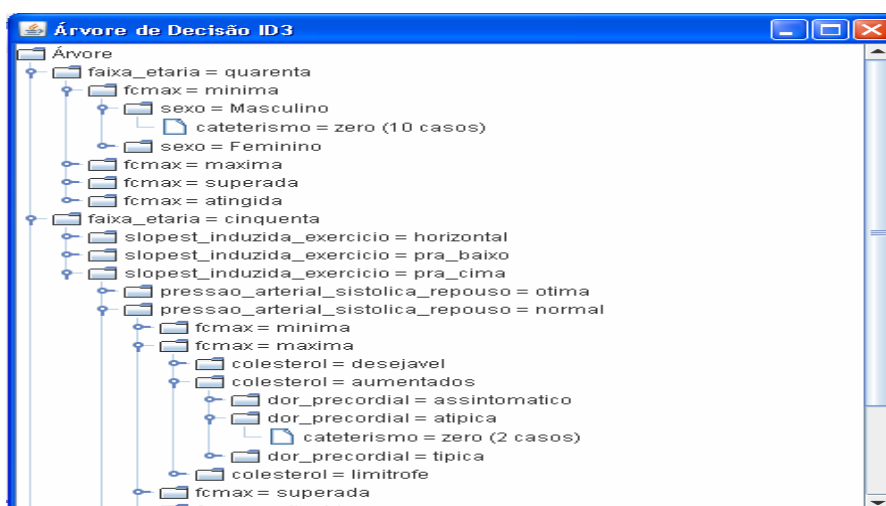 Árvore de Decisão ID3
Árvore
faixa_etaria = quarenta
fcmax = minima
sexo = Masculino
cateterismo = zero (10 casos)
sexo = Feminino
fcmax = maxima
fcmax = superada
fcmax = atingida
faixa_etaria = cinquenta
slopest_induzida_exercicio = horizontal
slopest_induzida_exercicio = pra_baixo
slopest_induzida_exercicio = pra_cima
pressao_arterial_sistolica_repouso = otima
pressao_arterial_sistolica_repouso = normal
fcmax = minima
fcmax = maxima
colesterol = desejavel
colesterol = aumentados
dor_precordial = assintomatico
dor_precordial = atipica
cateterismo = zero (2 casos)
dor_precordial = tipica
colesterol = limitrofe
fcmax = superada